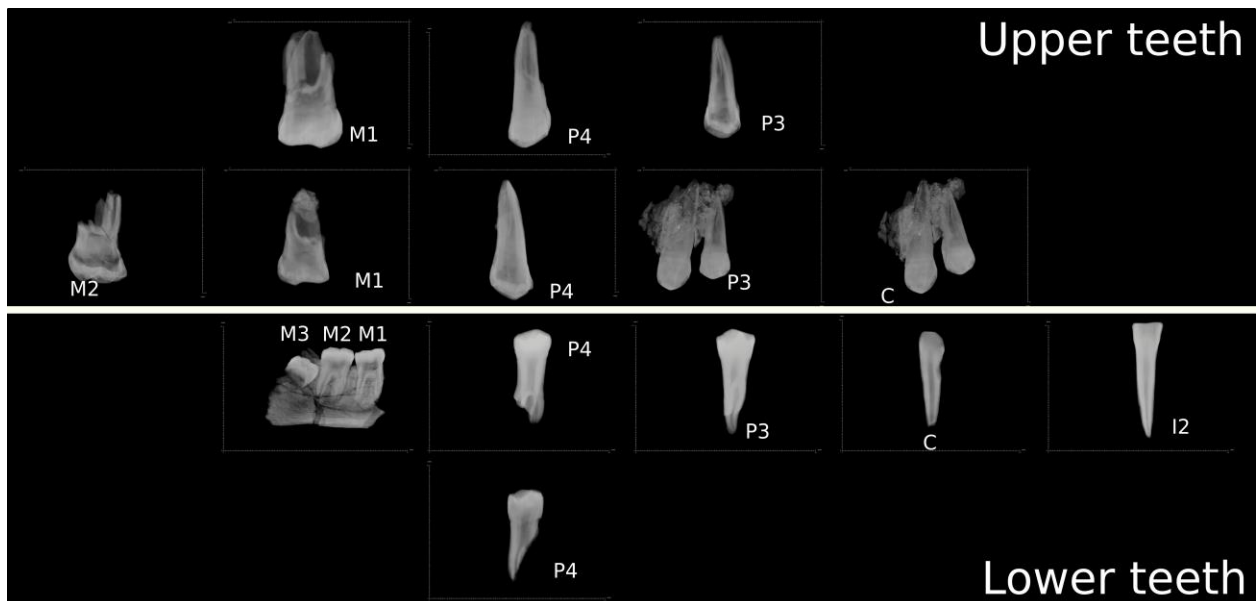 Upper teeth
M1
P4
P3
M2
M1
P4
P3
C
M3 M2 M1
P4
P3
C
I2
P4
Lower teeth